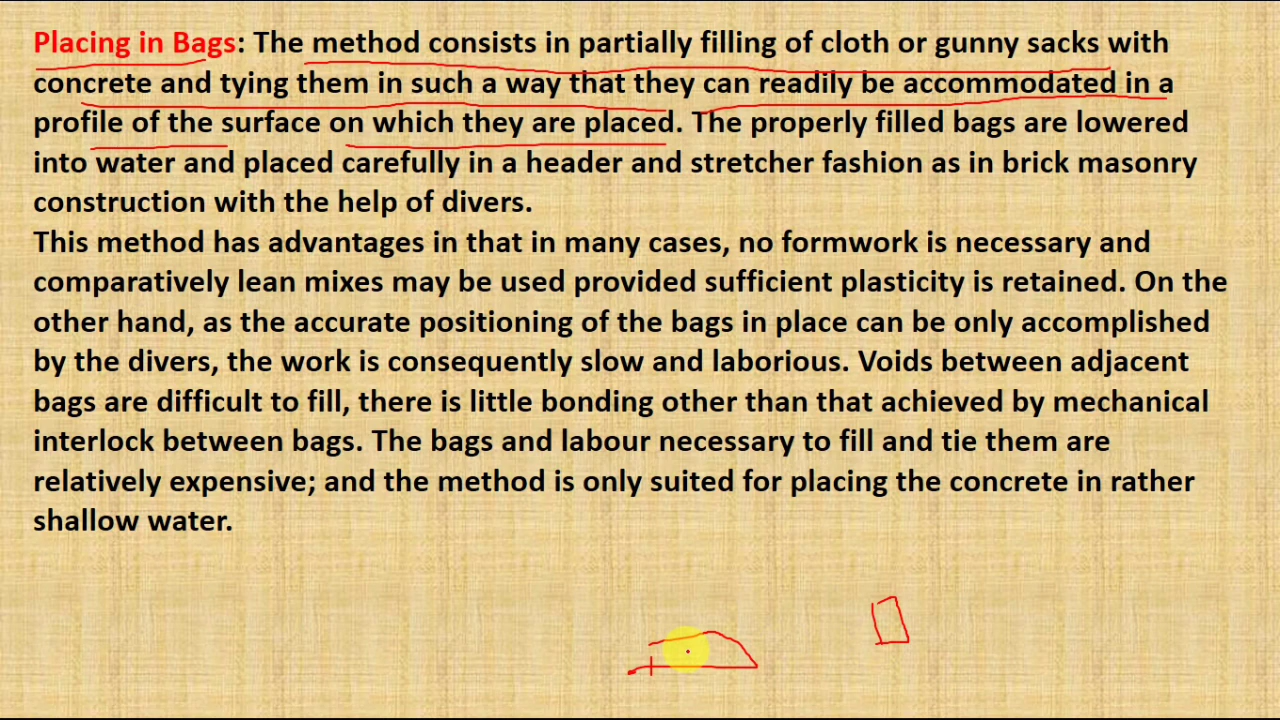 Placing in Bags: The method consists in partially filling of cloth or gunny sacks with
concrete and tying them in such a way that they can readily be accommodated in a
profile of the surface on which they are placed. The properly filled bags are lowered
into water and placed carefully in a header and stretcher fashion as in brick masonry
construction with the help of divers.
This method has advantages in that in many cases, no formwork is necessary and
comparatively lean mixes may be used provided sufficient plasticity is retained. On the
other hand, as the accurate positioning of the bags in place can be only accomplished
by the divers, the work is consequently slow and laborious. Voids between adjacent
bags are difficult to fill, there is little bonding other than that achieved by mechanical
interlock between bags. The bags and labour necessary to fill and tie them are
relatively expensive; and the method is only suited for placing the concrete in rather
shallow water.